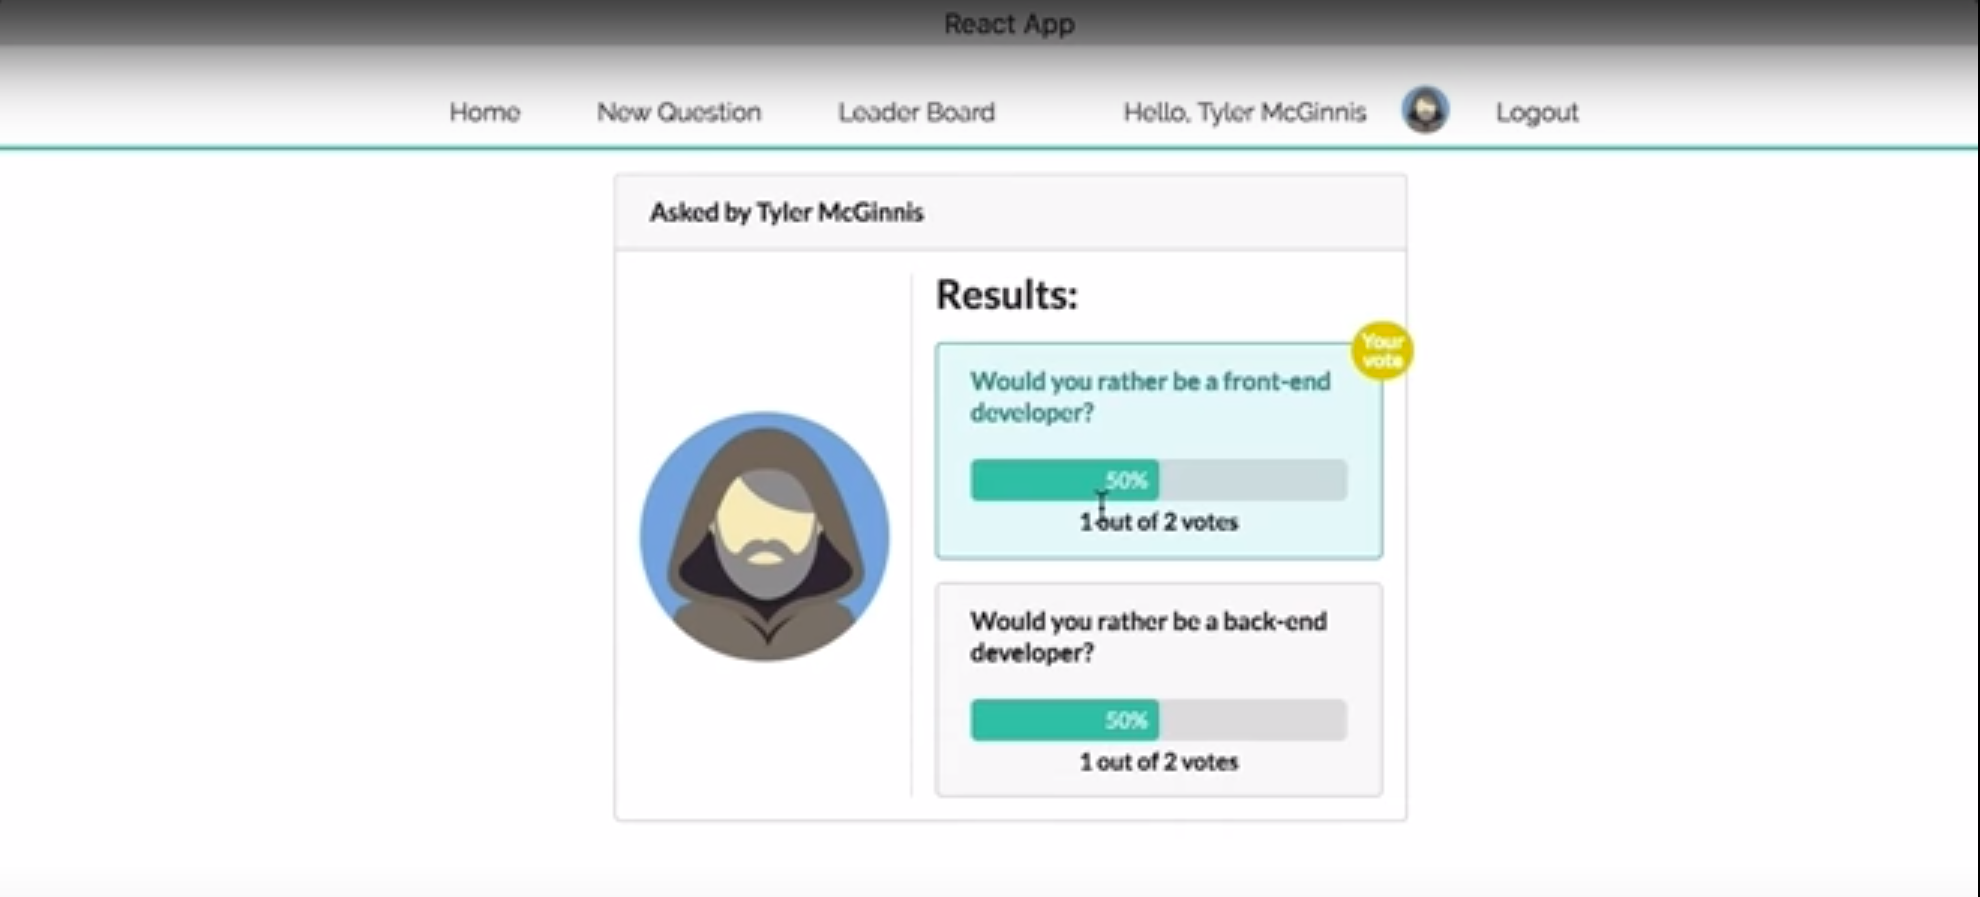 React App
Home New Question Leader Board Hello, Tyler McGinnis Logout
Asked by Tyler McGinnis
Results:
Your
vote
Would you rather be a front-end
developer?
50%
1 out of 2 votes
Would you rather be a back-end
developer?
50%
1 out of 2 votes